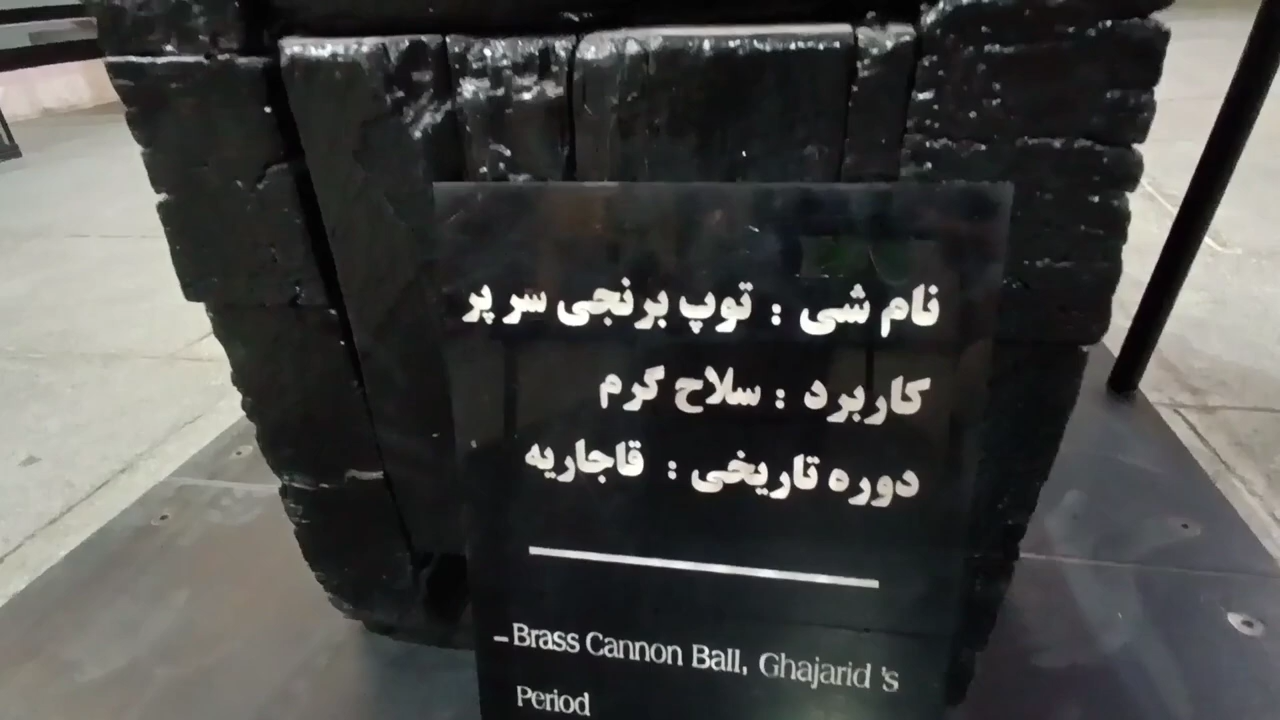 نام شی : توپ برنجی سر پر
کاربرد : سلاح گرم
دوره تاریخی : قاجاریه
–Brass Cannon Ball, Ghajarid 's
Period